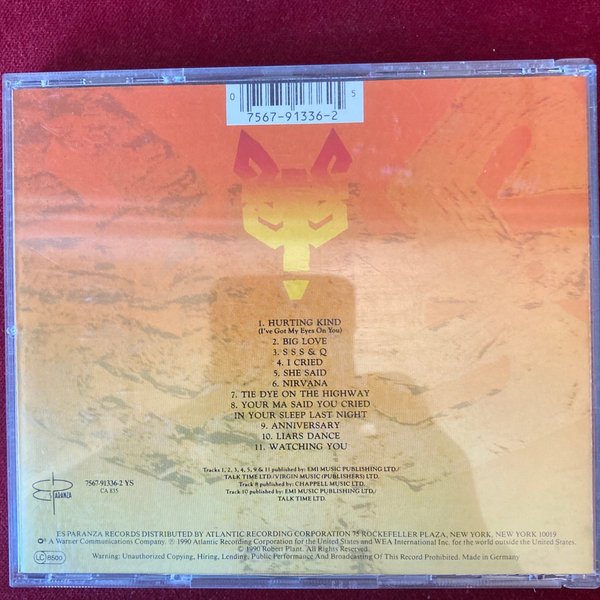 0 5
7567-91336-2
1. HURTING KIND
(I've Got My Eyes On You)
2. BIG LOVE
3. S S S & Q
4. I CRIED
5. SHE SAID
6. NIRVANA
7. TIE DYE ON THE HIGHWAY
8. YOUR MA SAID YOU CRIED
IN YOUR SLEEP LAST NIGHT
9. ANNIVERSARY
10. LIARS DANCE
11. WATCHING YOU
Tracks 1, 2, 3, 4, 5, 9 & 11 published by: EMI MUSIC PUBLISHING LTD/
TALK TIME LTD/VIRGIN MUSIC (PUBLISHERS) LTD.
Track 8 published by: CHAPPELL MUSIC LTD.
Track 10 published by: EMI MUSIC PUBLISHING LTD/
TALK TIME LTD.
ES PARANZA
7567-91336-2 YS
CA 835
ES PARANZA RECORDS DISTRIBUTED BY ATLANTIC RECORDING CORPORATION 75 ROCKEFELLER PLAZA, NEW YORK, NEW YORK 10019
A Warner Communications Company. ℗ 1990 Atlantic Recording Corporation for the United States and WEA International Inc. for the world outside the United States.
© 1990 Robert Plant. All Rights Reserved.
LC 8500
Warning: Unauthorized Copying, Hiring, Lending, Public Performance And Broadcasting Of This Record Prohibited. Made in Germany